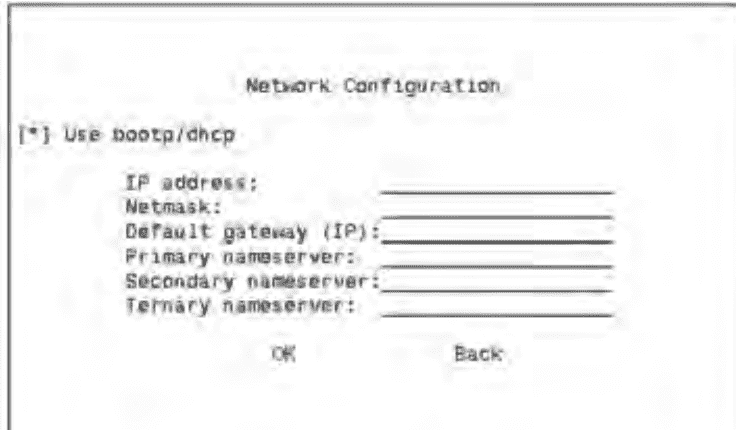 Network Configuration
[*] Use bootp/dhcp
IP address:
Netmask:
Default gateway (IP):
Primary nameserver:
Secondary nameserver:
Ternary nameserver:
OK Back